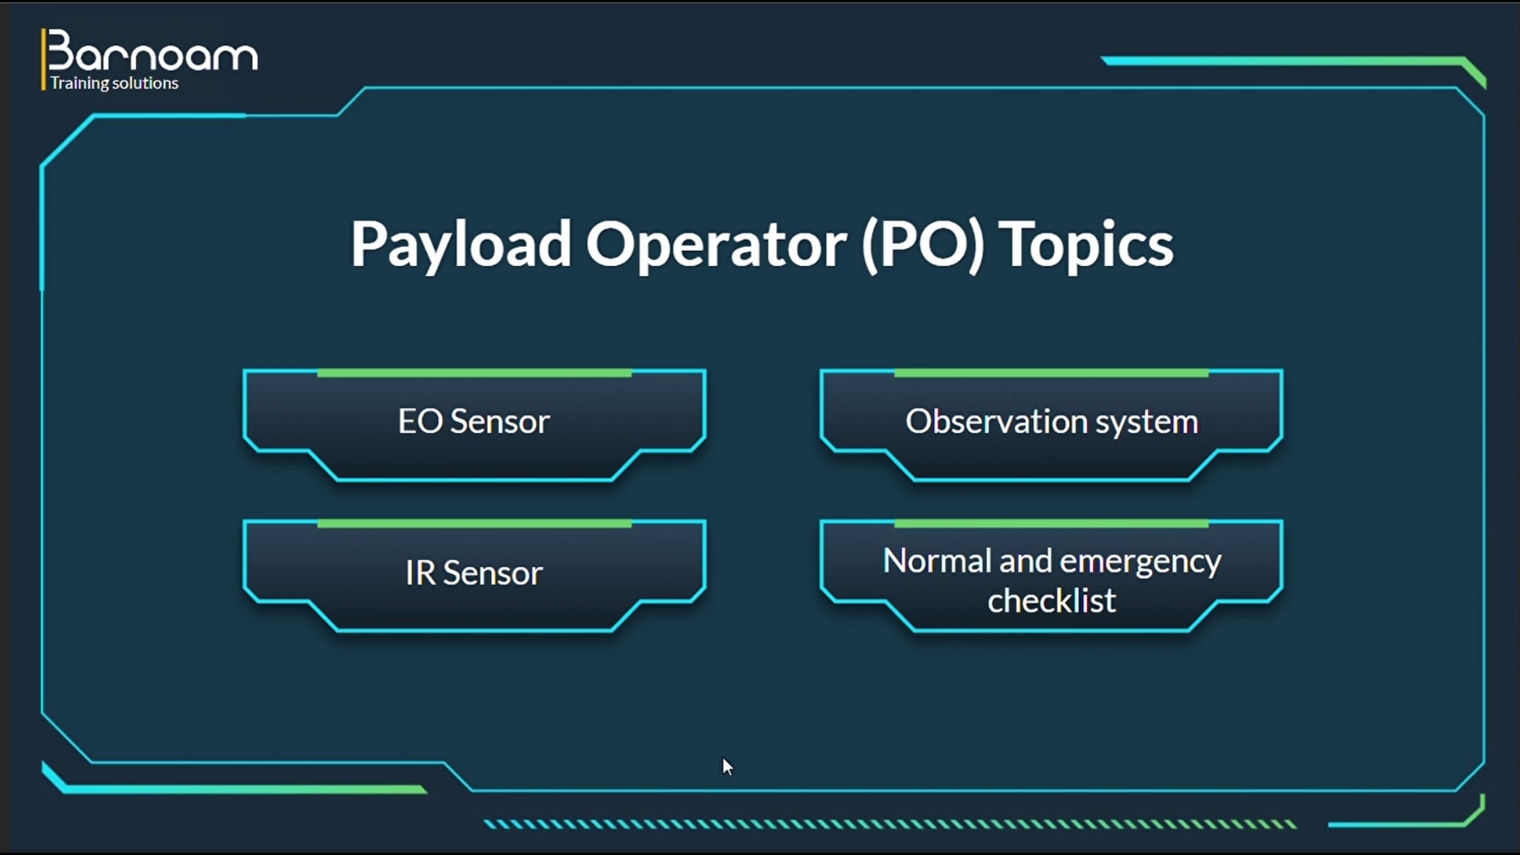 Barnoam
Training solutions
Payload Operator (PO) Topics
EO Sensor
Observation system
IR Sensor
Normal and emergency
checklist